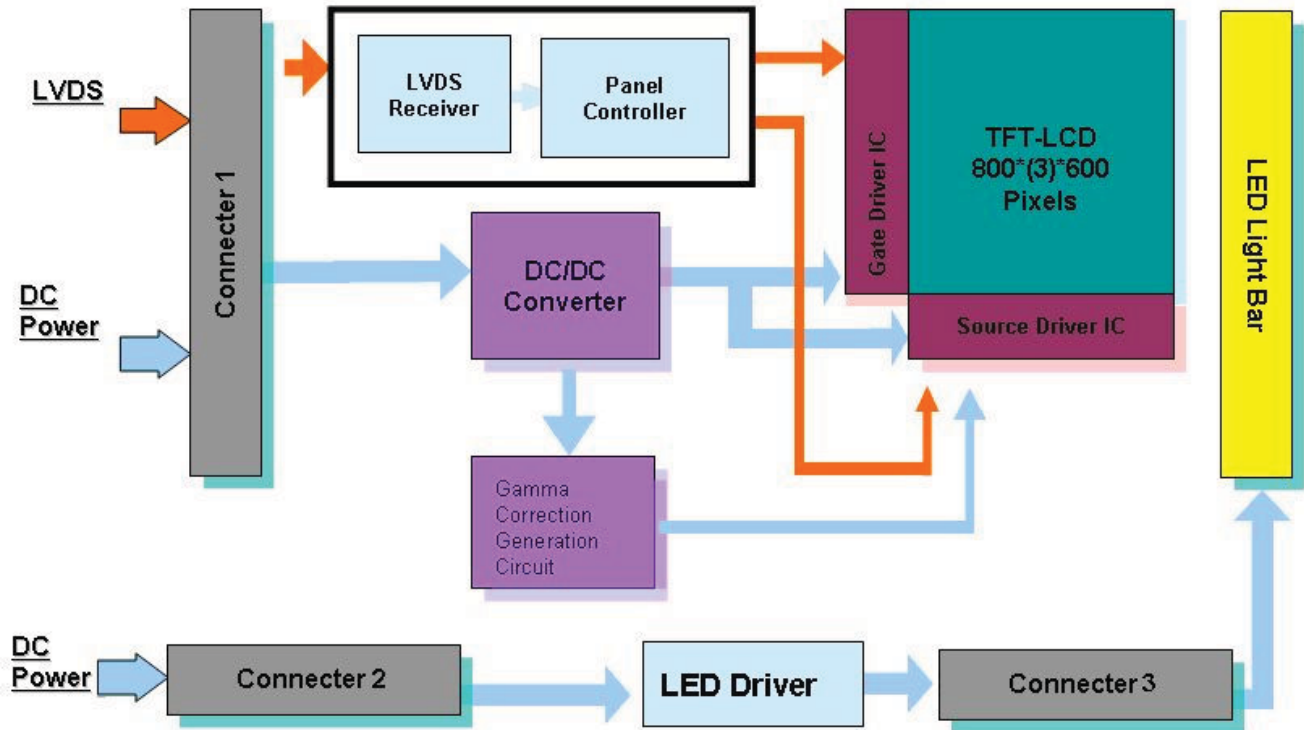 LVDS
Connecter 1
LVDS
Receiver
Panel
Controller
Gate Driver IC
TFT-LCD
800*(3)*600
Pixels
LED Light Bar
DC
Power
DC/DC
Converter
Source Driver IC
Gamma
Correction
Generation
Circuit
DC
Power
Connecter 2
LED Driver
Connecter 3